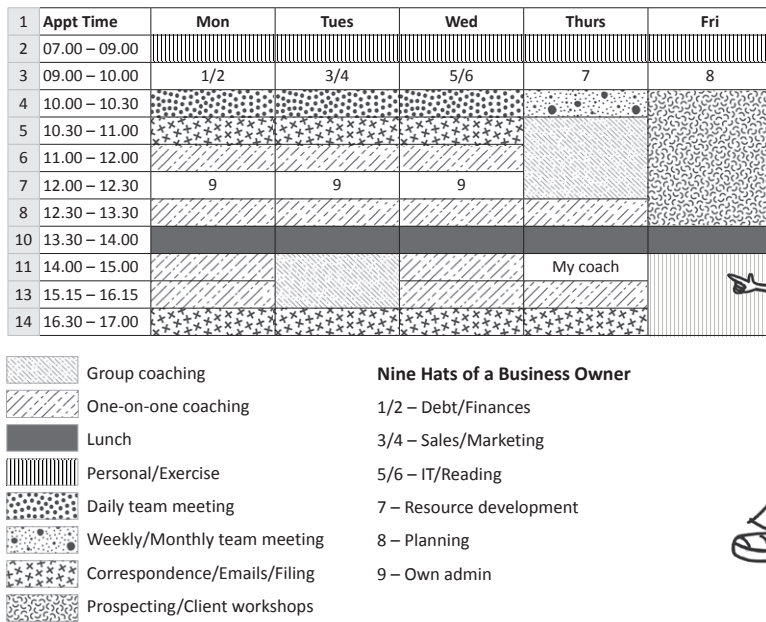 1 Appt Time Mon Tues Wed Thurs Fri
2 07.00 – 09.00
3 09.00 – 10.00 1/2 3/4 5/6 7 8
4 10.00 – 10.30
5 10.30 – 11.00
6 11.00 – 12.00
7 12.00 – 12.30 9 9 9
8 12.30 – 13.30
10 13.30 – 14.00
11 14.00 – 15.00 My coach
13 15.15 – 16.15
14 16.30 – 17.00
Group coaching
One-on-one coaching
Lunch
Personal/Exercise
Daily team meeting
Weekly/Monthly team meeting
Correspondence/Emails/Filing
Prospecting/Client workshops
Nine Hats of a Business Owner
1/2 – Debt/Finances
3/4 – Sales/Marketing
5/6 – IT/Reading
7 – Resource development
8 – Planning
9 – Own admin